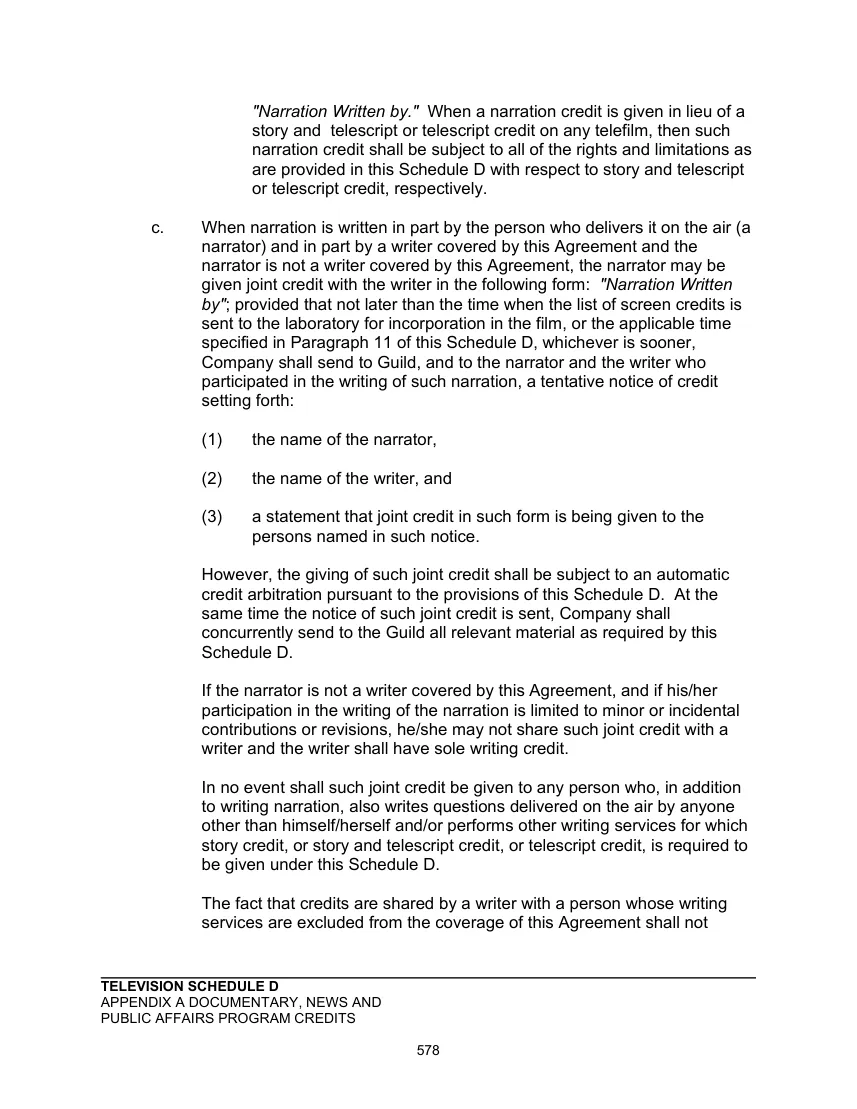 "Narration Written by."  When a narration credit is given in lieu of a
story and  telescript or telescript credit on any telefilm, then such
narration credit shall be subject to all of the rights and limitations as
are provided in this Schedule D with respect to story and telescript
or telescript credit, respectively.
c. When narration is written in part by the person who delivers it on the air (a
narrator) and in part by a writer covered by this Agreement and the
narrator is not a writer covered by this Agreement, the narrator may be
given joint credit with the writer in the following form:  "Narration Written
by"; provided that not later than the time when the list of screen credits is
sent to the laboratory for incorporation in the film, or the applicable time
specified in Paragraph 11 of this Schedule D, whichever is sooner,
Company shall send to Guild, and to the narrator and the writer who
participated in the writing of such narration, a tentative notice of credit
setting forth:
(1) the name of the narrator,
(2) the name of the writer, and
(3) a statement that joint credit in such form is being given to the
persons named in such notice.
However, the giving of such joint credit shall be subject to an automatic
credit arbitration pursuant to the provisions of this Schedule D.  At the
same time the notice of such joint credit is sent, Company shall
concurrently send to the Guild all relevant material as required by this
Schedule D.
If the narrator is not a writer covered by this Agreement, and if his/her
participation in the writing of the narration is limited to minor or incidental
contributions or revisions, he/she may not share such joint credit with a
writer and the writer shall have sole writing credit.
In no event shall such joint credit be given to any person who, in addition
to writing narration, also writes questions delivered on the air by anyone
other than himself/herself and/or performs other writing services for which
story credit, or story and telescript credit, or telescript credit, is required to
be given under this Schedule D.
The fact that credits are shared by a writer with a person whose writing
services are excluded from the coverage of this Agreement shall not
TELEVISION SCHEDULE D
APPENDIX A DOCUMENTARY, NEWS AND
PUBLIC AFFAIRS PROGRAM CREDITS
578